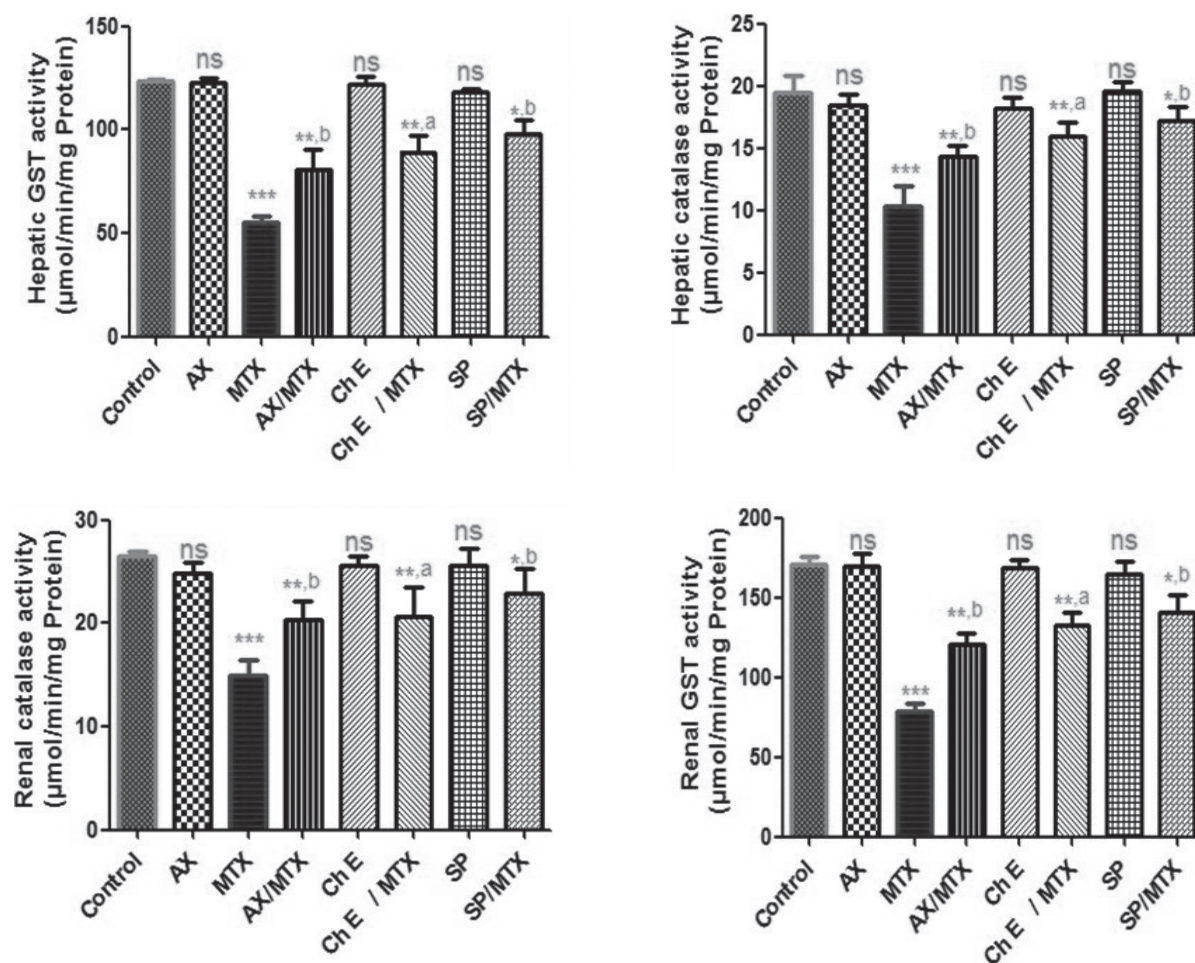 Hepatic GST activity
(µmol/min/mg Protein)
150
100
50
0
ns
***
**,b
ns
**,a
ns
*,b
Control
AX
MTX
AX/MTX
Ch E
Ch E / MTX
SP
SP/MTX
Hepatic catalase activity
(µmol/min/mg Protein)
25
20
15
10
5
0
ns
***
**,b
ns
**,a
ns
*,b
Control
AX
MTX
AX/MTX
Ch E
Ch E / MTX
SP
SP/MTX
Renal catalase activity
(µmol/min/mg Protein)
30
20
10
0
ns
***
**,b
ns
**,a
ns
*,b
Control
AX
MTX
AX/MTX
Ch E
Ch E / MTX
SP
SP/MTX
Renal GST activity
(µmol/min/mg Protein)
200
150
100
50
0
ns
***
**,b
ns
**,a
ns
*,b
Control
AX
MTX
AX/MTX
Ch E
Ch E / MTX
SP
SP/MTX